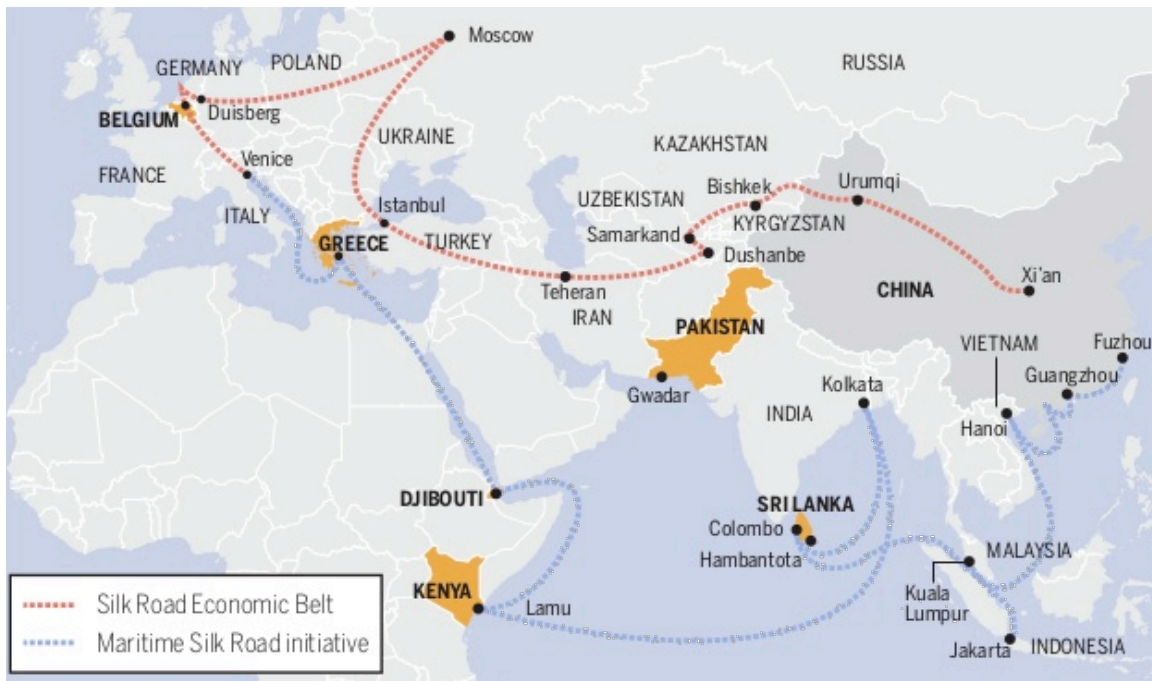 Moscow
POLAND
GERMANY
RUSSIA
Duisberg
BELGIUM
UKRAINE
KAZAKHSTAN
Venice
FRANCE
Bishkek
Urumqi
UZBEKISTAN
Istanbul
ITALY
KYRGYZSTAN
Samarkand
GREECE
TURKEY
Dushanbe
Xi'an
Teheran
CHINA
IRAN
PAKISTAN
VIETNAM
Fuzhou
Guangzhou
Kolkata
Gwadar
INDIA
Hanoi
DJIBOUTI
SRI LANKA
Colombo
Hambantota
MALAYSIA
KENYA
Kuala
Lumpur
Lamu
Jakarta
INDONESIA
Silk Road Economic Belt
Maritime Silk Road initiative